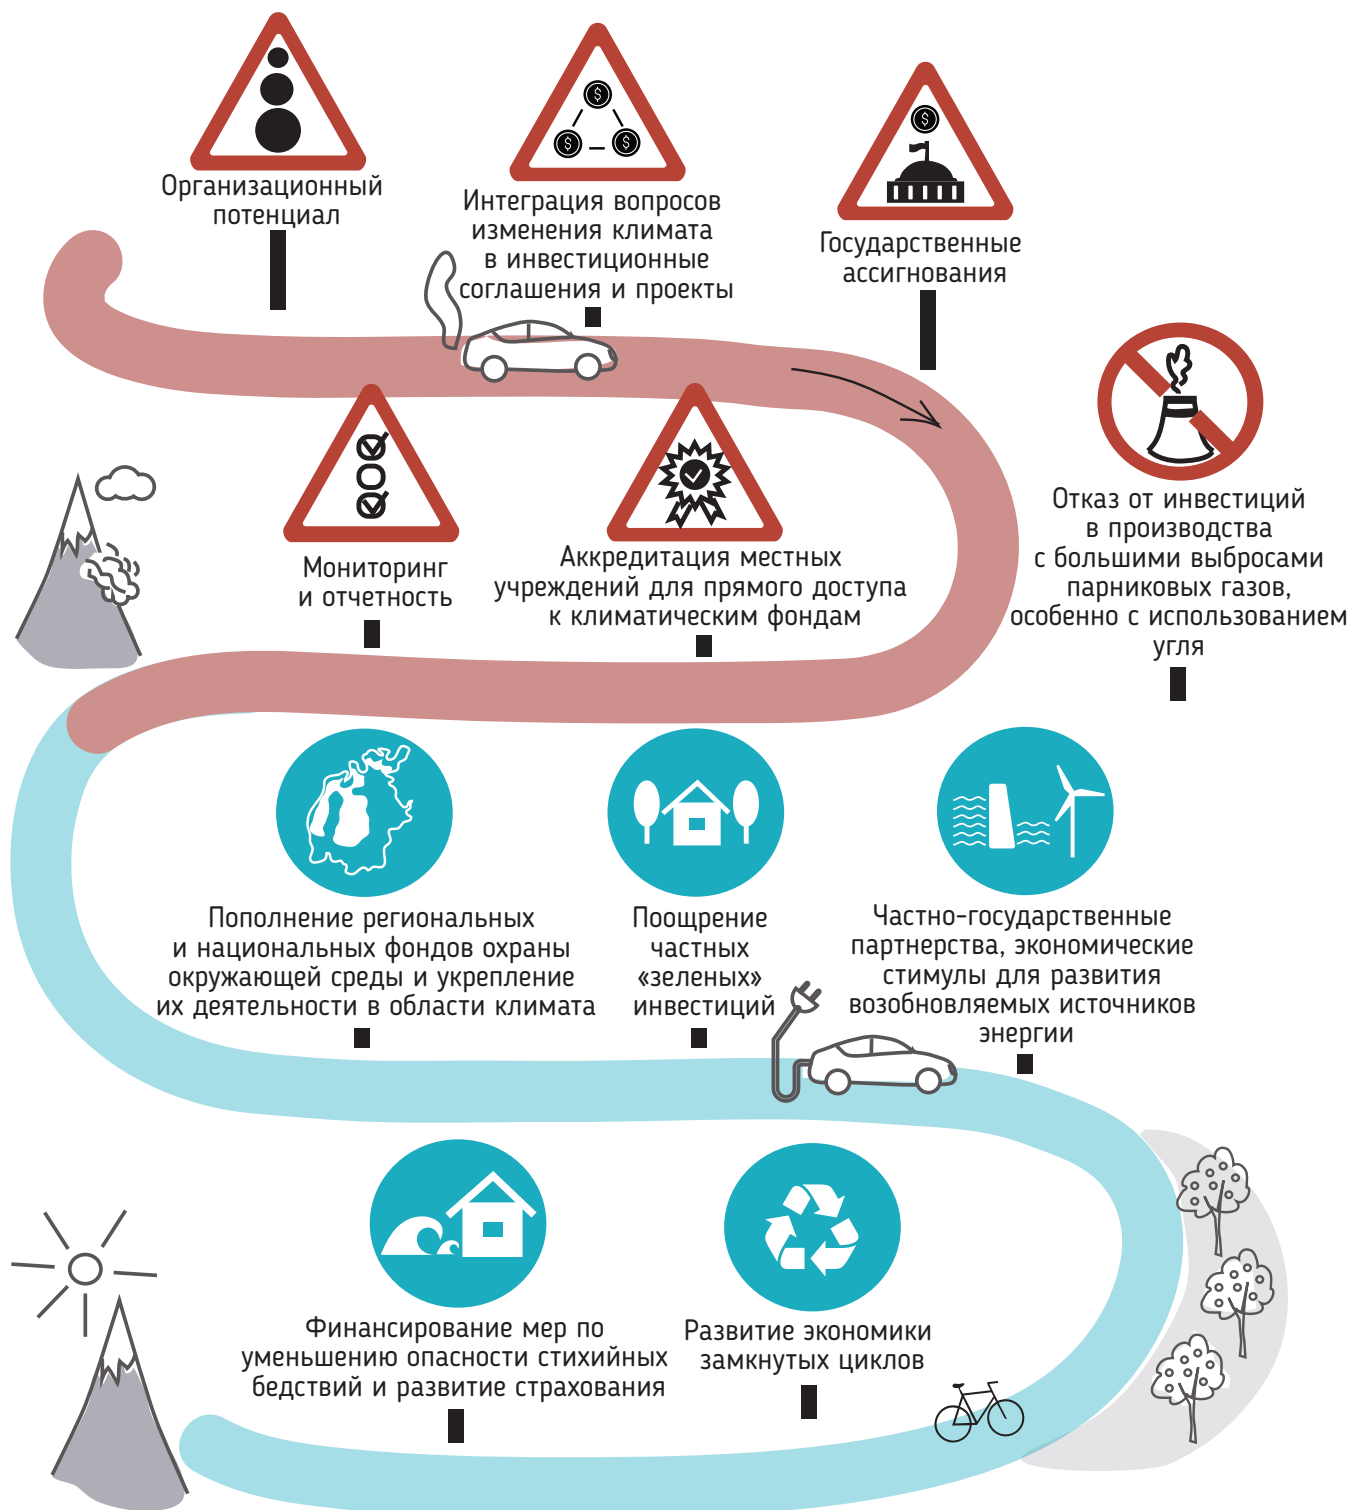 Организационный
потенциал
Интеграция вопросов
изменения климата
в инвестиционные
соглашения и проекты
$
$
$
$
Государственные
ассигнования
Отказ от инвестиций
в производства
с большими выбросами
парниковых газов,
особенно с использованием
угля
Мониторинг
и отчетность
Аккредитация местных
учреждений для прямого доступа
к климатическим фондам
Пополнение региональных
и национальных фондов охраны
окружающей среды и укрепление
их деятельности в области климата
Поощрение
частных
«зеленых»
инвестиций
Частно-государственные
партнерства, экономические
стимулы для развития
возобновляемых источников
энергии
Финансирование мер по
уменьшению опасности стихийных
бедствий и развитие страхования
Развитие экономики
замкнутых циклов